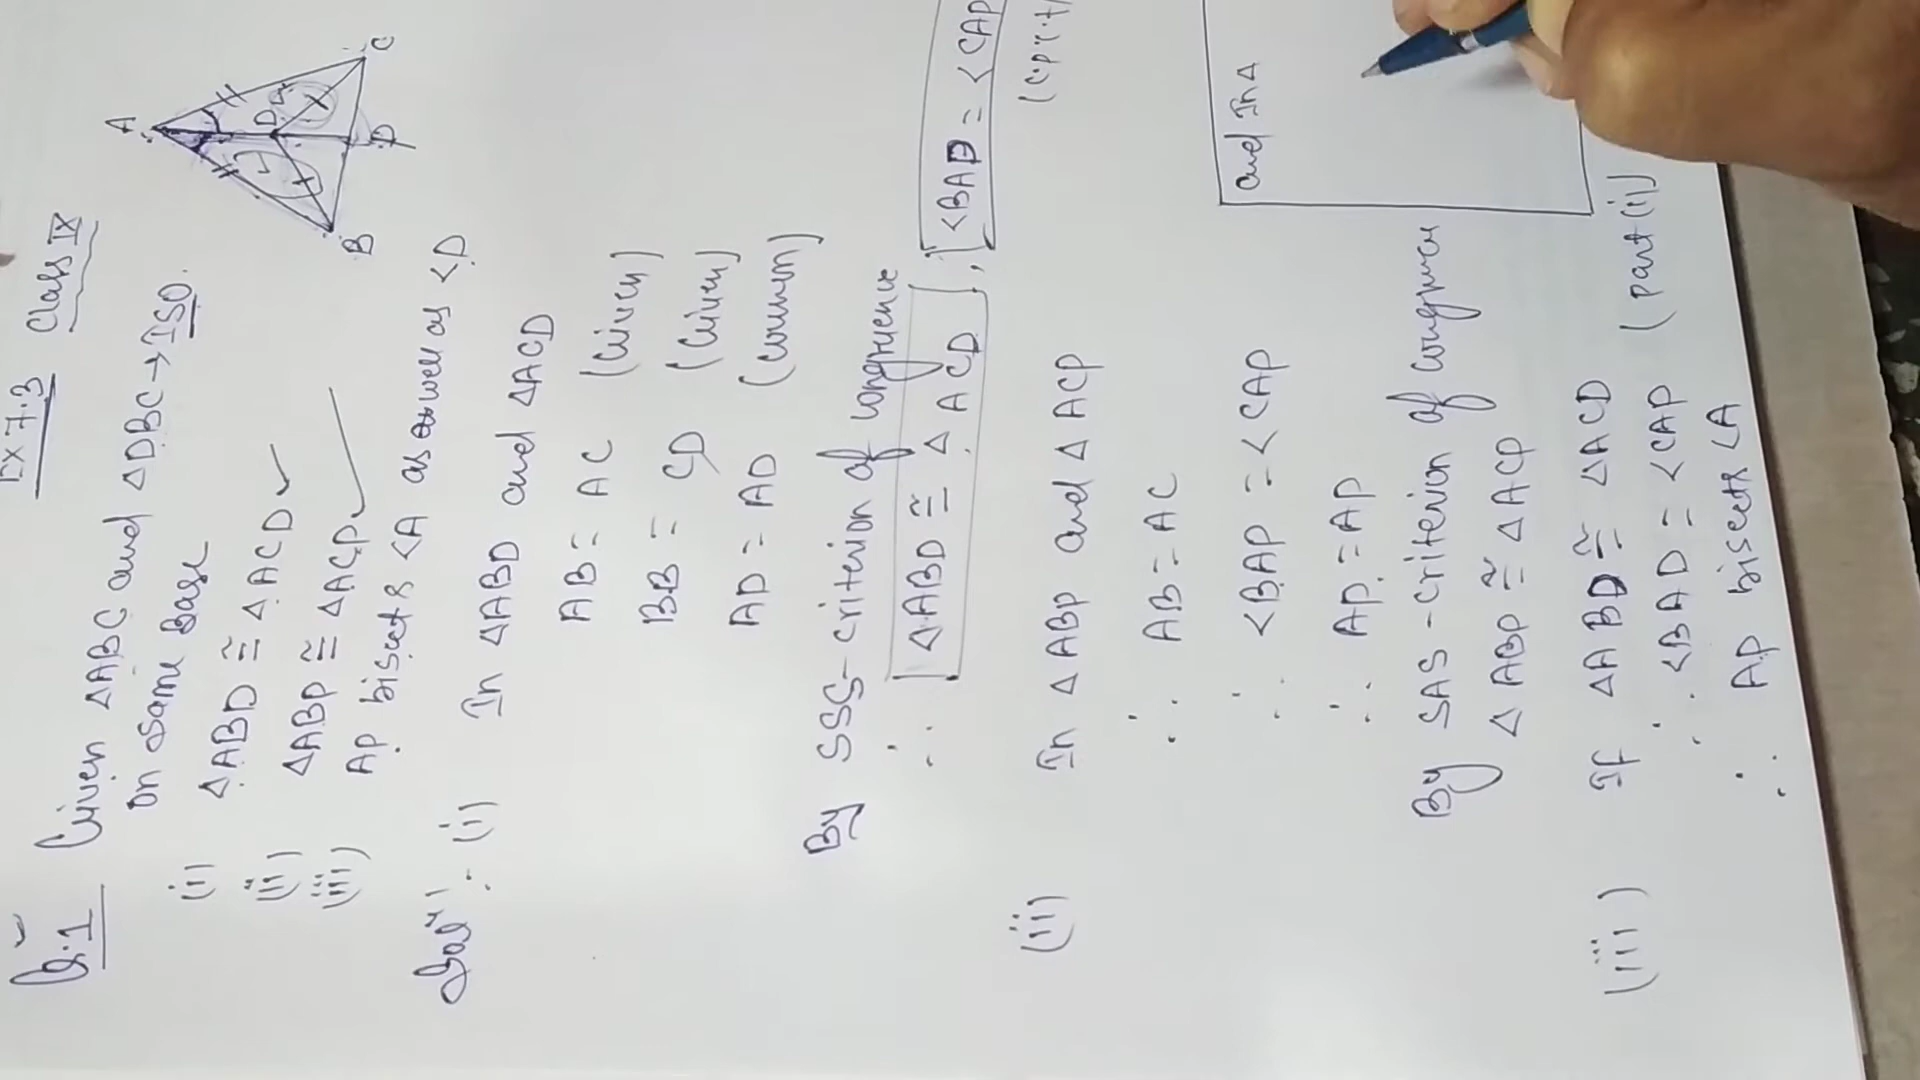 Ex 7.3 Class IX
Q.1 Given ΔABC and ΔDBC → ISO.
on same base
(i) ΔABD ≅ ΔACD ✓
(ii) ΔABP ≅ ΔACP
(iii) AP bisects <A as well as <D
A
B
C
D
P
Solⁿ:- (i) In ΔABD and ΔACD
AB = AC (Given)
BD = CD (Given)
AD = AD (common)
By SSS-criterion of congruence
∴ ΔABD ≅ ΔACD, <BAD = <CAP
(C.P.C.T
(ii) In ΔABP and ΔACP
∴ AB = AC
∴ <BAP = <CAP
∴ AP = AP
By SAS-criterion of congruence
ΔABP ≅ ΔACP
(iii) If ΔABD ≅ ΔACD
∴ <BAD = <CAP (part (i))
∴ AP bisects <A
and In Δ